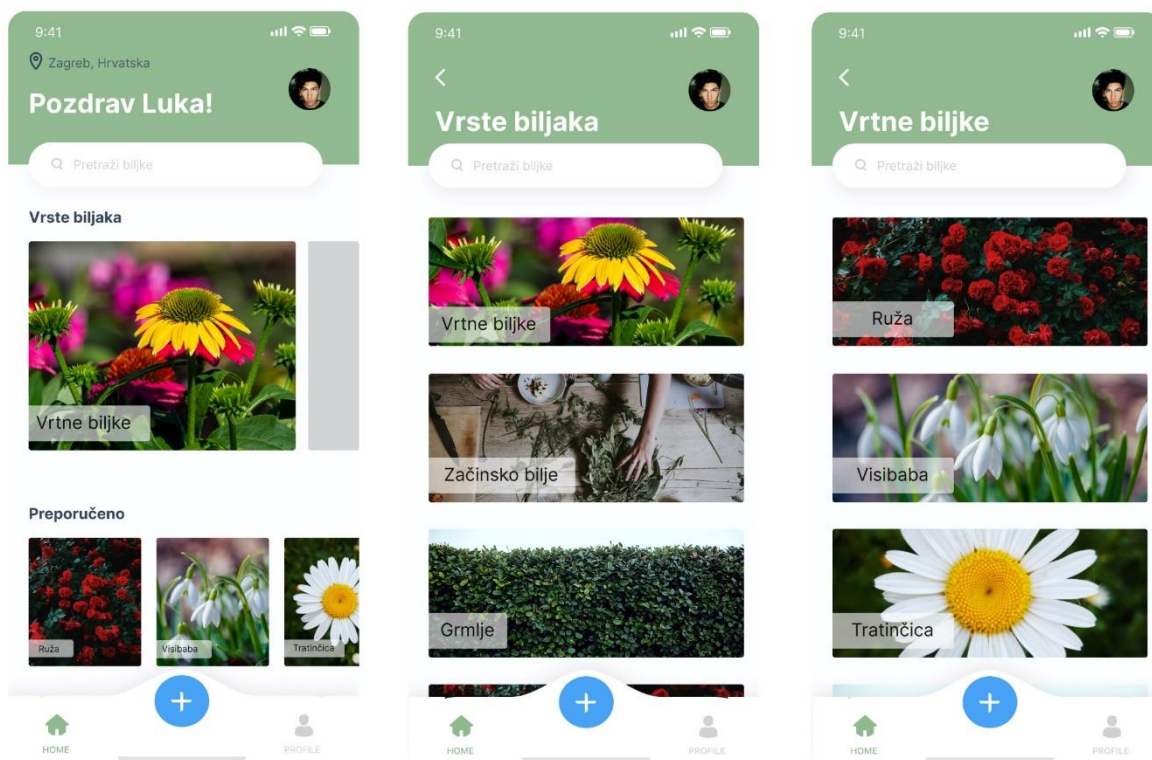 9:41
Zagreb, Hrvatska
Pozdrav Luka!
Pretraži biljke
Vrste biljaka
Vrtne biljke
Preporučeno
Ruža
Visibaba
Tratinčica
HOME
PROFILE
9:41
Vrste biljaka
Pretraži biljke
Vrtne biljke
Začinsko bilje
Grmlje
HOME
PROFILE
9:41
Vrtne biljke
Pretraži biljke
Ruža
Visibaba
Tratinčica
HOME
PROFILE